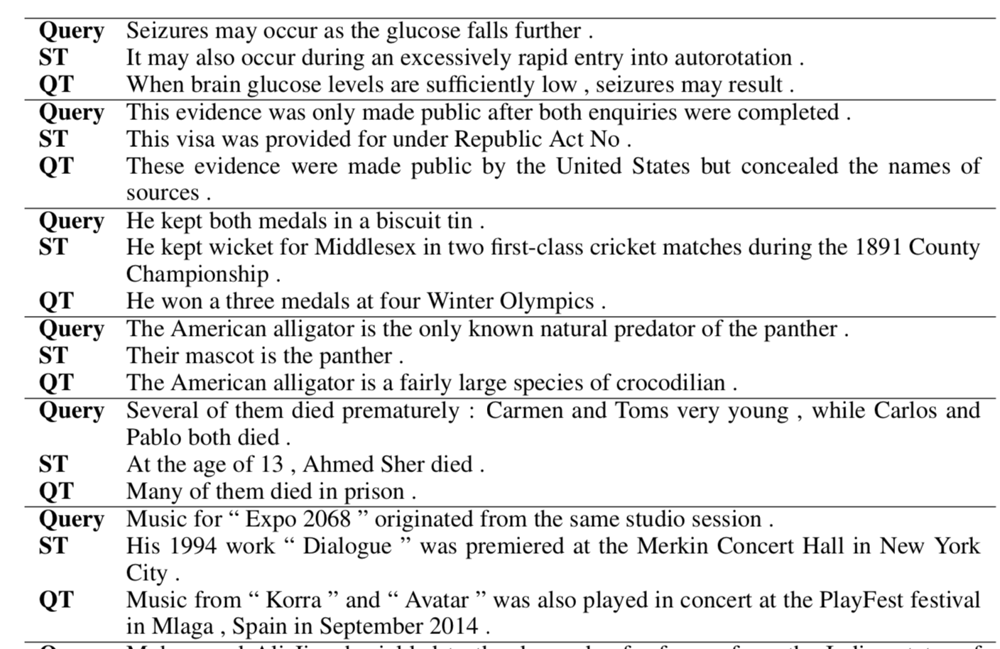 Query Seizures may occur as the glucose falls further .
ST It may also occur during an excessively rapid entry into autorotation .
QT When brain glucose levels are sufficiently low , seizures may result .
Query This evidence was only made public after both enquiries were completed .
ST This visa was provided for under Republic Act No .
QT These evidence were made public by the United States but concealed the names of
sources .
Query He kept both medals in a biscuit tin .
ST He kept wicket for Middlesex in two first-class cricket matches during the 1891 County
Championship .
QT He won a three medals at four Winter Olympics .
Query The American alligator is the only known natural predator of the panther .
ST Their mascot is the panther .
QT The American alligator is a fairly large species of crocodilian .
Query Several of them died prematurely : Carmen and Toms very young , while Carlos and
Pablo both died .
ST At the age of 13 , Ahmed Sher died .
QT Many of them died in prison .
Query Music for “ Expo 2068 ” originated from the same studio session .
ST His 1994 work “ Dialogue ” was premiered at the Merkin Concert Hall in New York
City .
QT Music from “ Korra ” and “ Avatar ” was also played in concert at the PlayFest festival
in Mlaga , Spain in September 2014 .